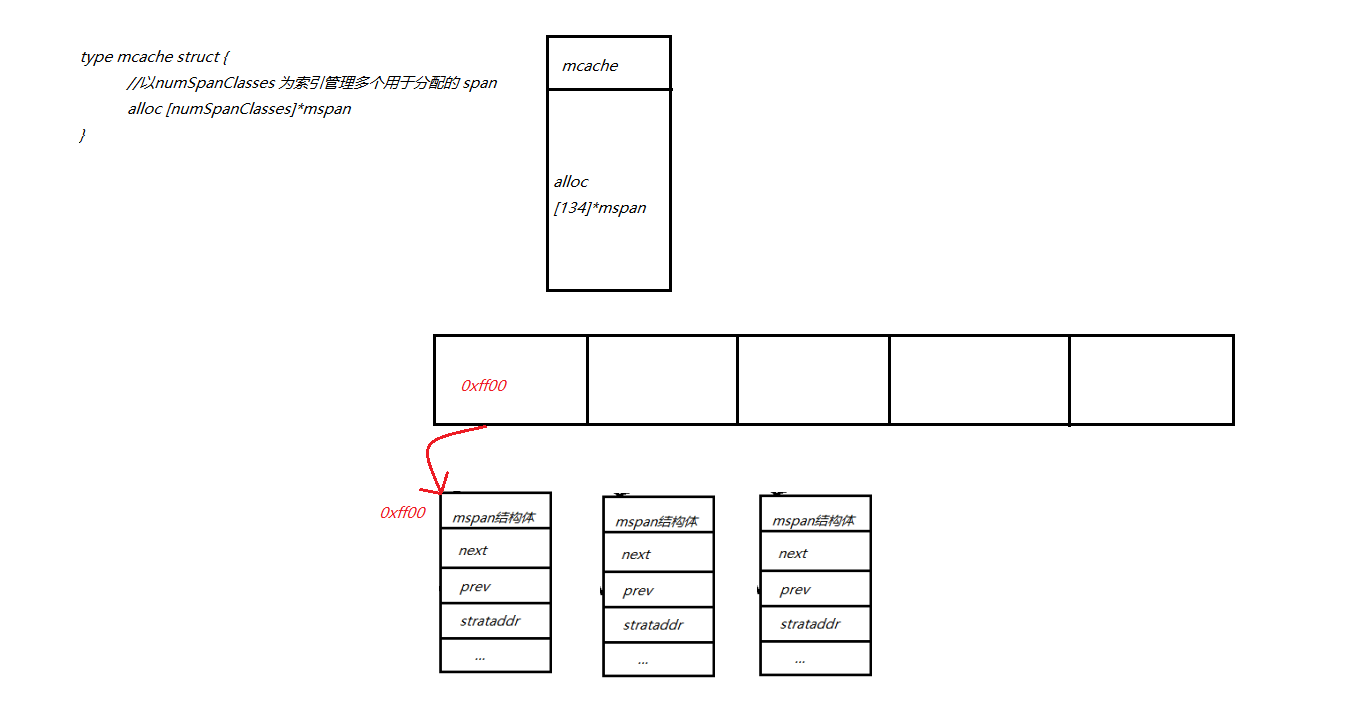 type mcache struct {
//以numSpanClasses 为索引管理多个用于分配的 span
alloc [numSpanClasses]*mspan
}
mcache
alloc
[134]*mspan
0xff00
0xff00
mspan结构体
next
prev
strataddr
...
mspan结构体
next
prev
strataddr
...
mspan结构体
next
prev
strataddr
...